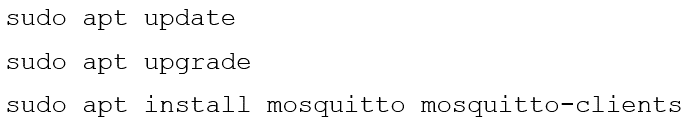 sudo apt update
sudo apt upgrade
sudo apt install mosquitto mosquitto-clients